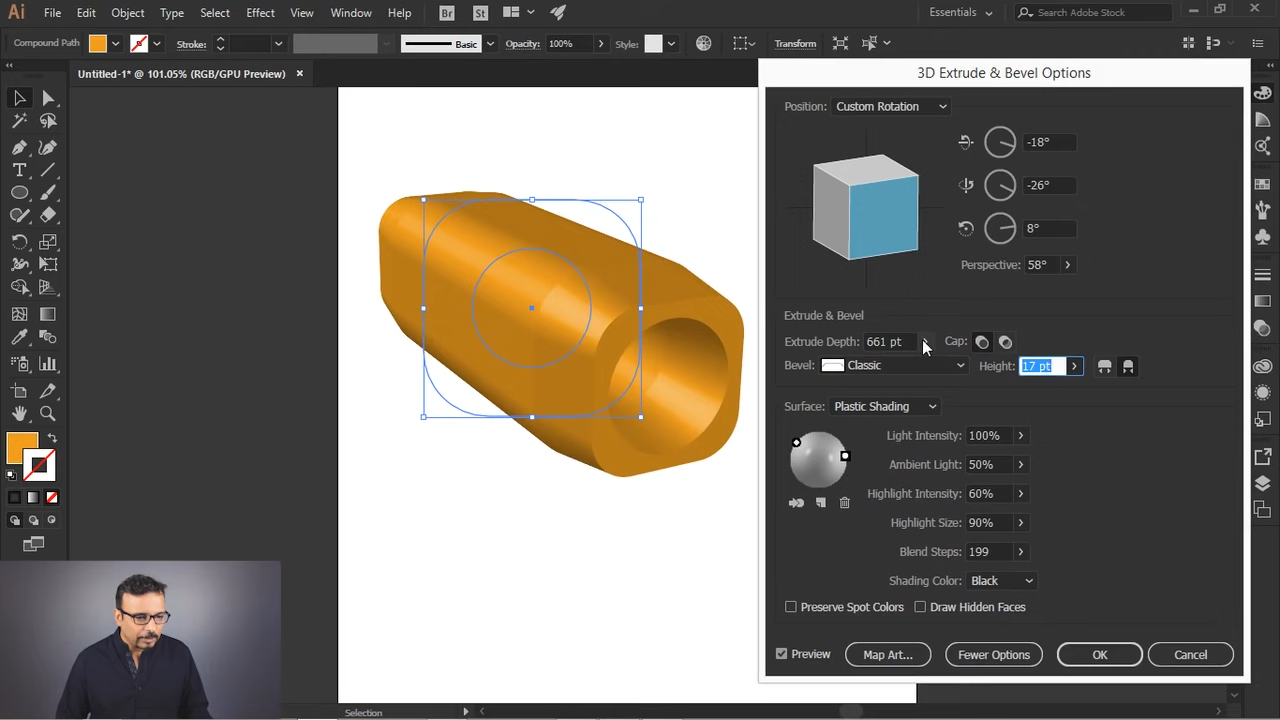 Ai File Edit Object Type Select Effect View Window Help Br St Essentials Search Adobe Stock
Compound Path Stroke: Basic Opacity: 100% Style: Transform
Untitled-1* @ 101.05% (RGB/GPU Preview) ×
3D Extrude & Bevel Options
Position: Custom Rotation
-18°
-26°
8°
Perspective: 58°
Extrude & Bevel
Extrude Depth: 661 pt Cap:
Bevel: Classic Height: 17 pt
Surface: Plastic Shading
Light Intensity: 100%
Ambient Light: 50%
Highlight Intensity: 60%
Highlight Size: 90%
Blend Steps: 199
Shading Color: Black
Preserve Spot Colors Draw Hidden Faces
Preview Map Art... Fewer Options OK Cancel
Selection